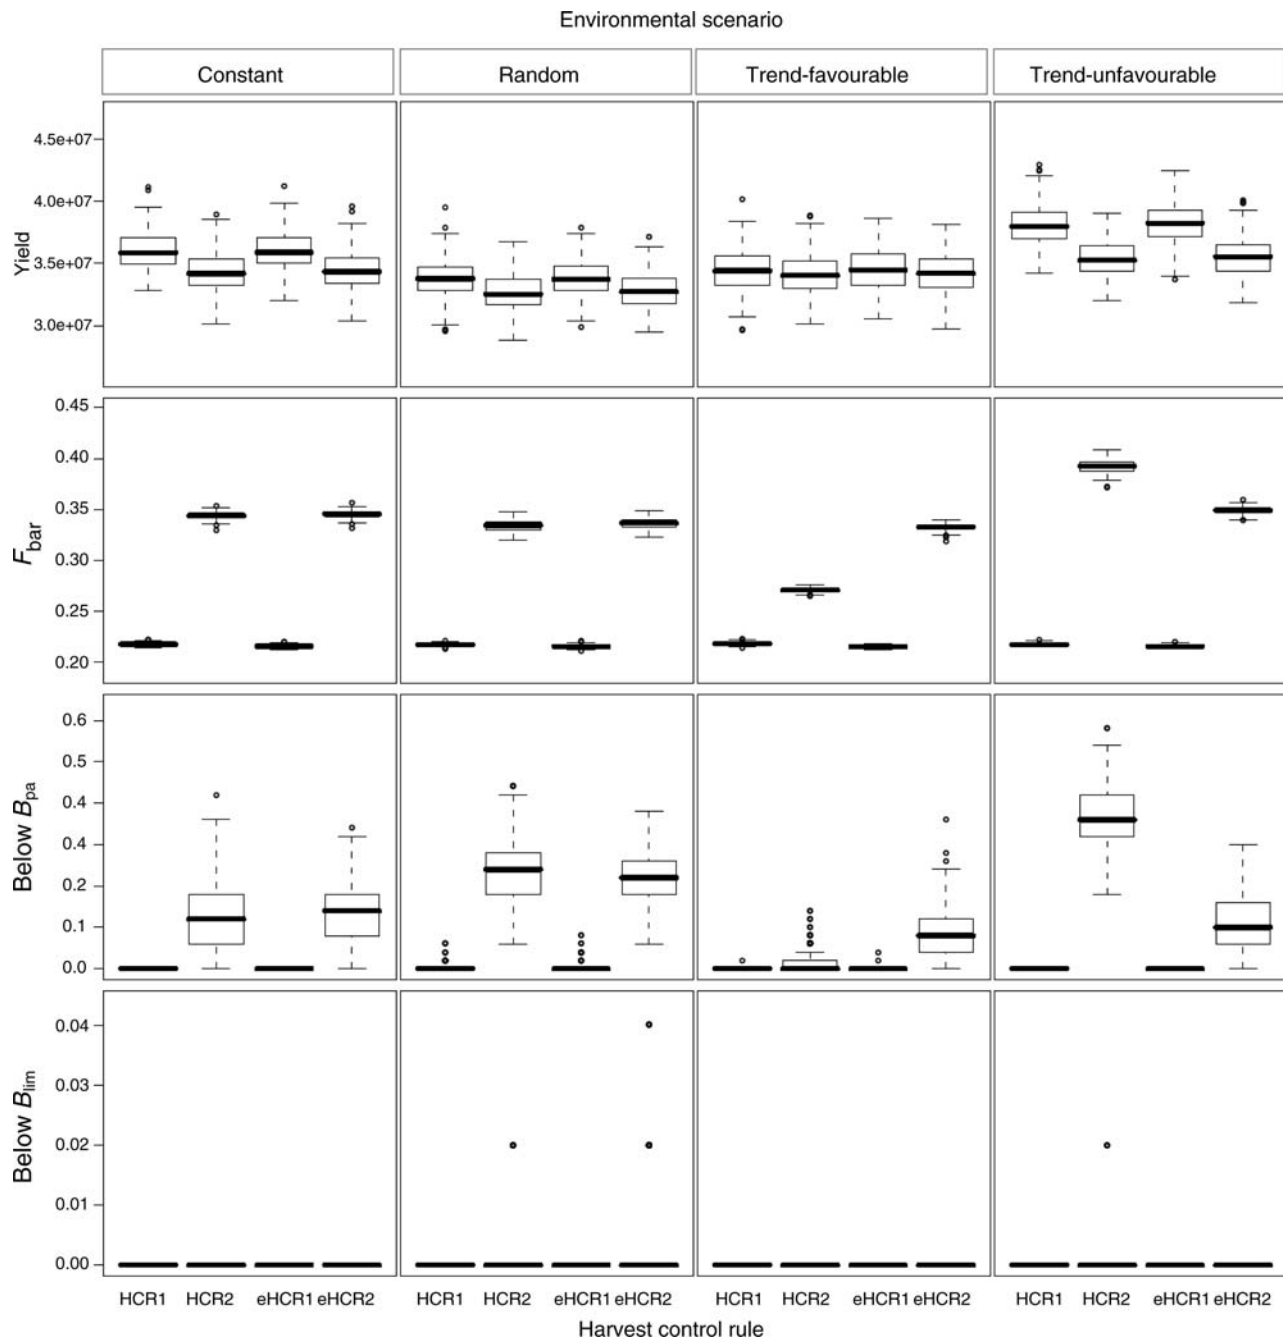 Environmental scenario
Constant Random Trend-favourable Trend-unfavourable
Yield
4.5e+07
4.0e+07
3.5e+07
3.0e+07
F bar
0.45
0.40
0.35
0.30
0.25
0.20
Below B pa
0.6
0.5
0.4
0.4
0.2
0.1
0.0
Below B lim
0.04
0.03
0.02
0.01
0.00
HCR1 HCR2 eHCR1 eHCR2 HCR1 HCR2 eHCR1 eHCR2 HCR1 HCR2 eHCR1 eHCR2 HCR1 HCR2 eHCR1 eHCR2
Harvest control rule